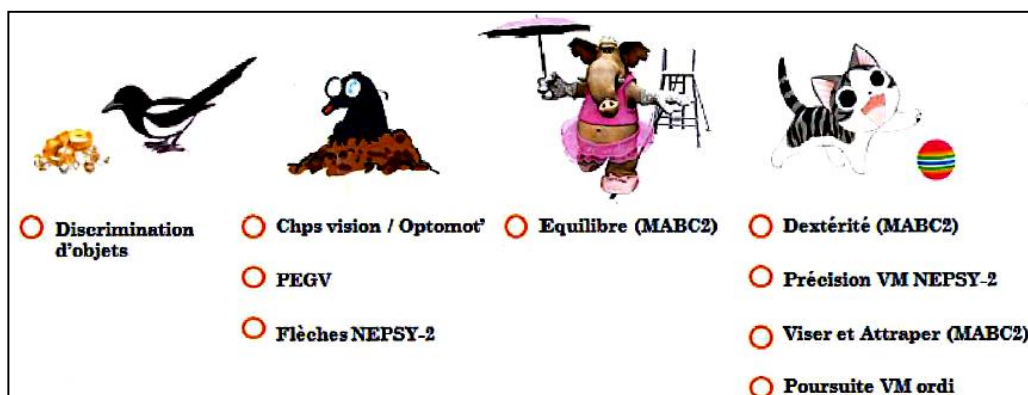 Discrimination
d'objets
Chps vision / Optomot'
PEGV
Flèches NEPSY-2
Equilibre (MABC2)
Dextérité (MABC2)
Précision VM NEPSY-2
Viser et Attraper (MABC2)
Poursuite VM ordi